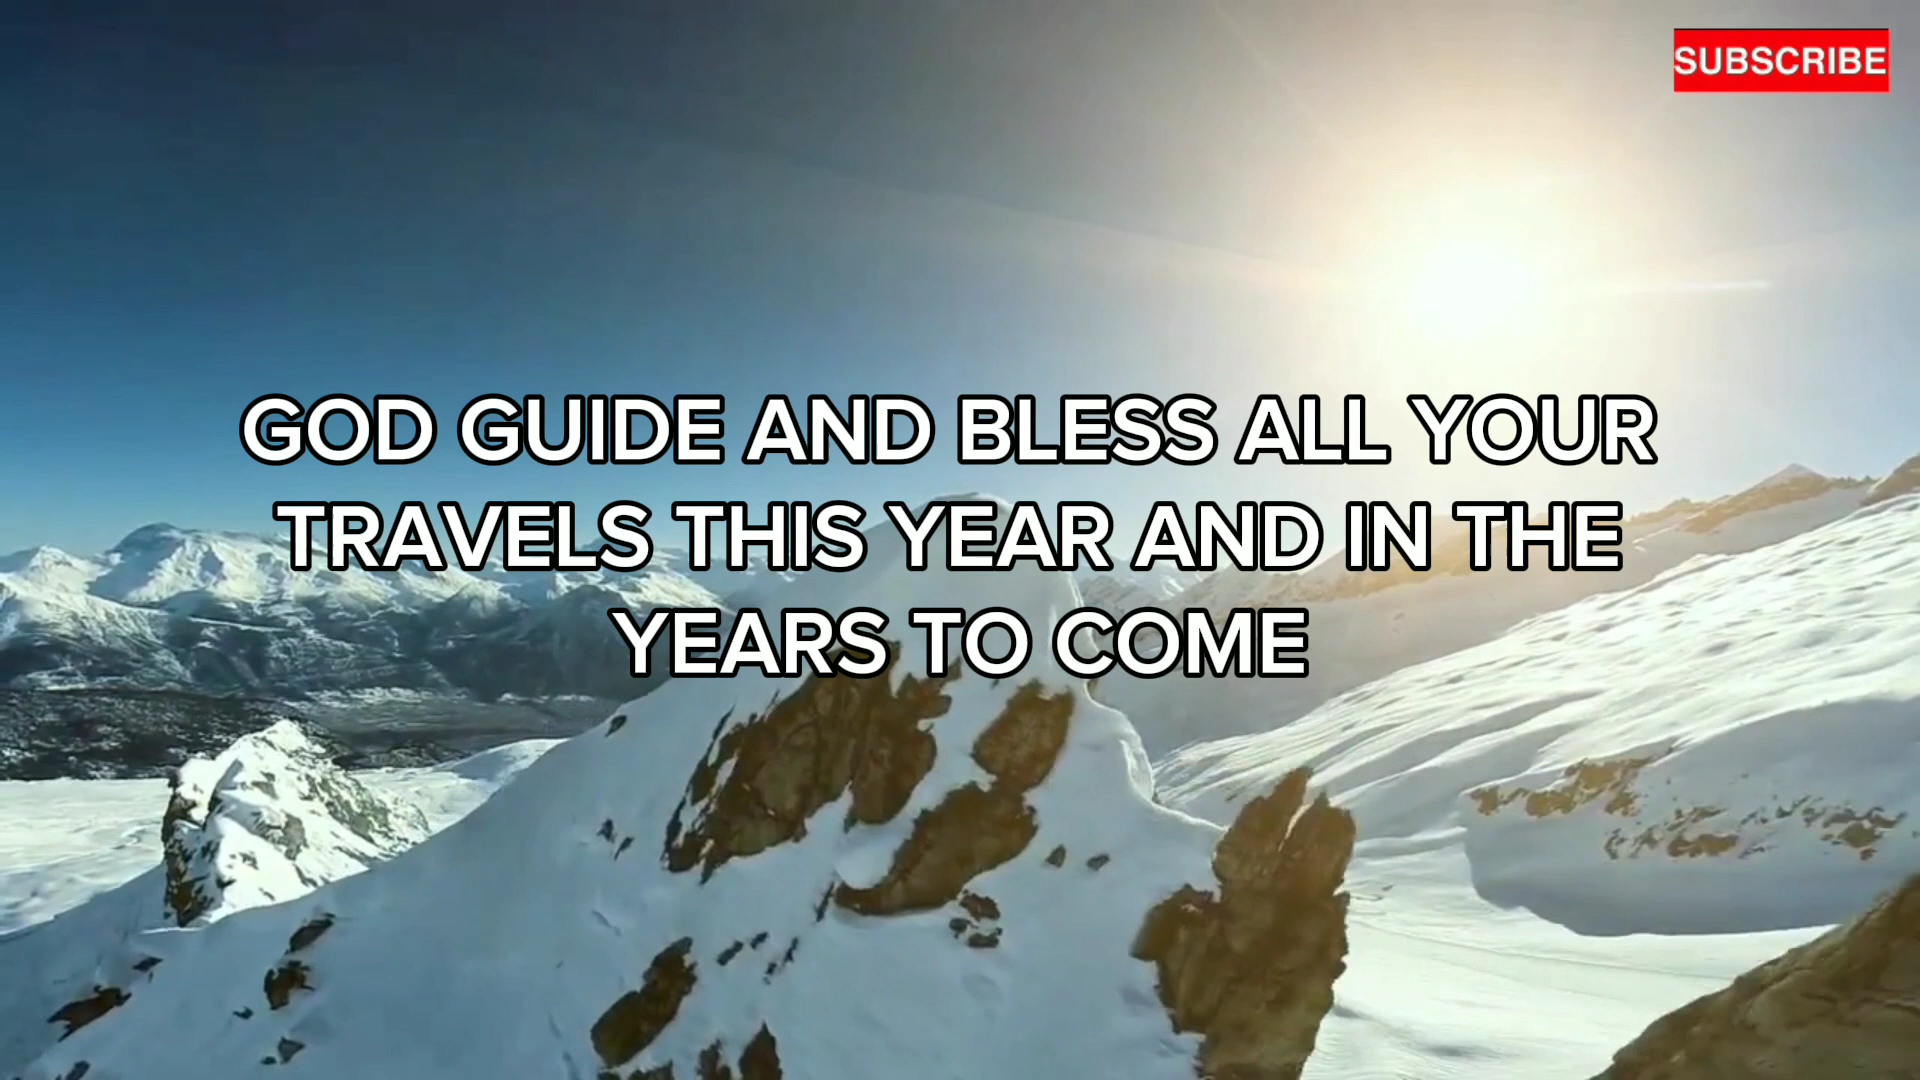 SUBSCRIBE
GOD GUIDE AND BLESS ALL YOUR
TRAVELS THIS YEAR AND IN THE
YEARS TO COME